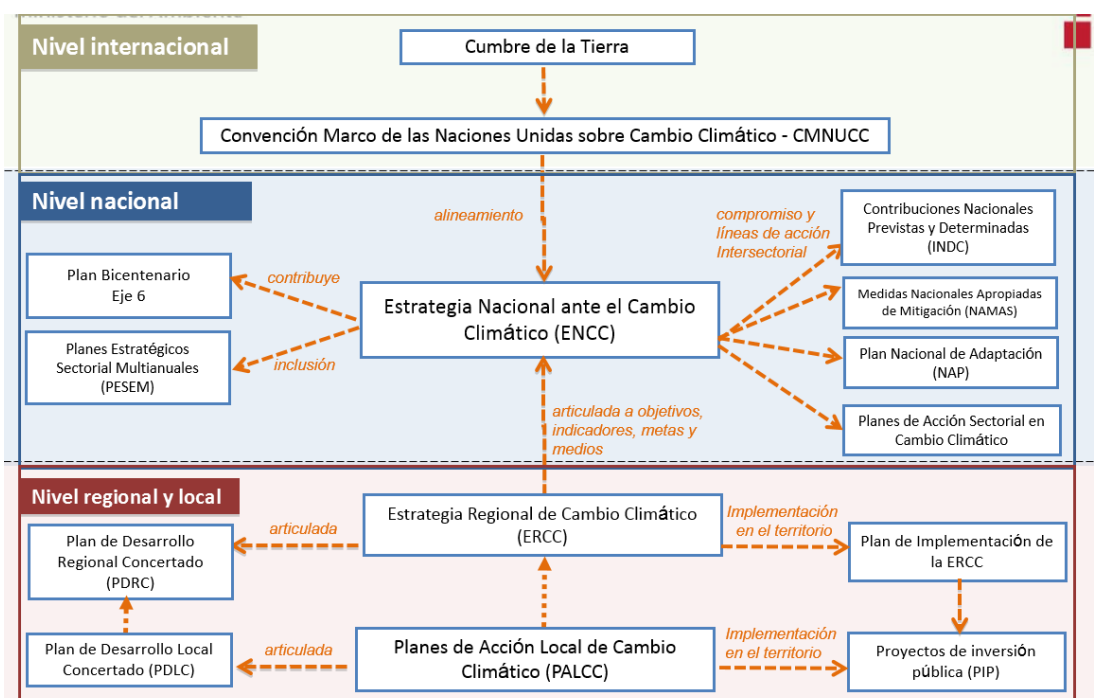 Ministerio del Ambiente
Nivel internacional
Cumbre de la Tierra
Convención Marco de las Naciones Unidas sobre Cambio Climático - CMNUCC
Nivel nacional
alineamiento
compromiso y
líneas de acción
Intersectorial
Contribuciones Nacionales
Previstas y Determinadas
(INDC)
Plan Bicentenario
Eje 6
contribuye
Estrategia Nacional ante el Cambio
Climático (ENCC)
Medidas Nacionales Apropiadas
de Mitigación (NAMAS)
Planes Estratégicos
Sectorial Multianuales
(PESEM)
inclusión
Plan Nacional de Adaptación
(NAP)
articulada a objetivos,
indicadores, metas y
medios
Planes de Acción Sectorial en
Cambio Climático
Nivel regional y local
Plan de Desarrollo
Regional Concertado
(PDRC)
articulada
Estrategia Regional de Cambio Climático
(ERCC)
Implementación
en el territorio
Plan de Implementación de
la ERCC
Plan de Desarrollo Local
Concertado (PDLC)
articulada
Planes de Acción Local de Cambio
Climático (PALCC)
Implementación
en el territorio
Proyectos de inversión
pública (PIP)